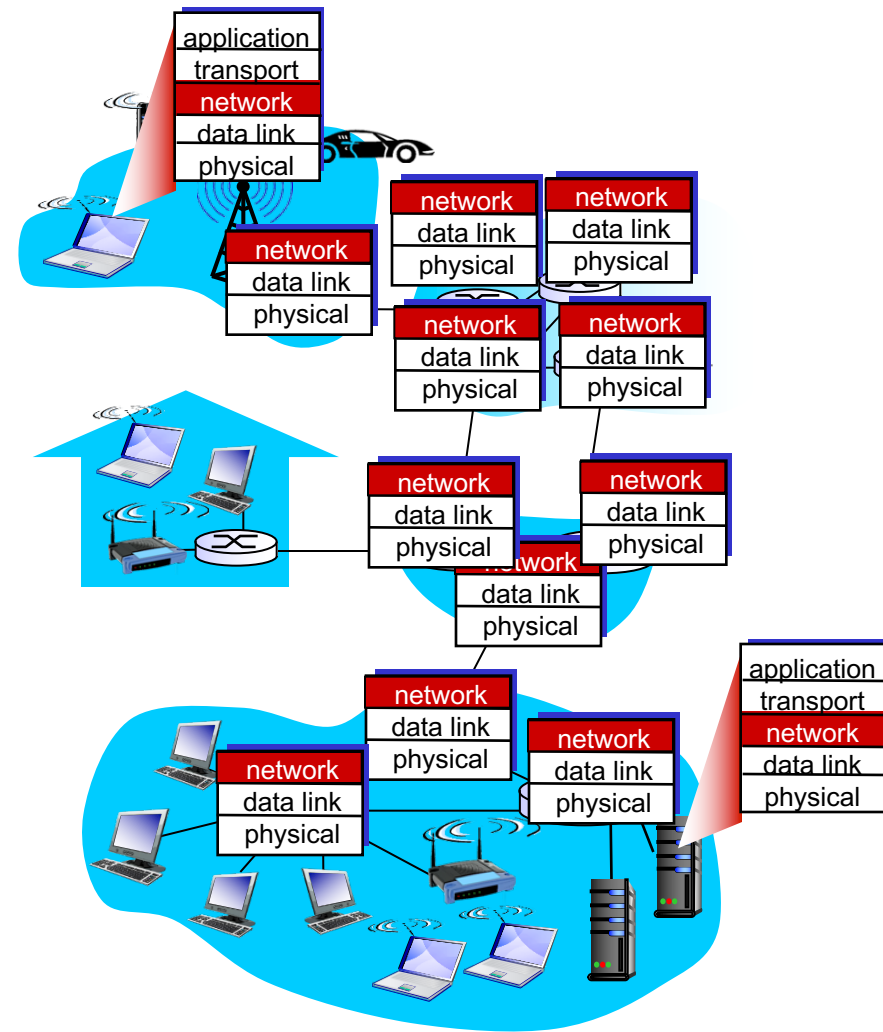 application
transport
network
data link
physical
network
data link
physical
network
data link
physical
network
data link
physical
network
data link
physical
network
data link
physical
network
data link
physical
network
data link
physical
network
data link
physical
network
data link
physical
network
data link
physical
network
data link
physical
application
transport
network
data link
physical